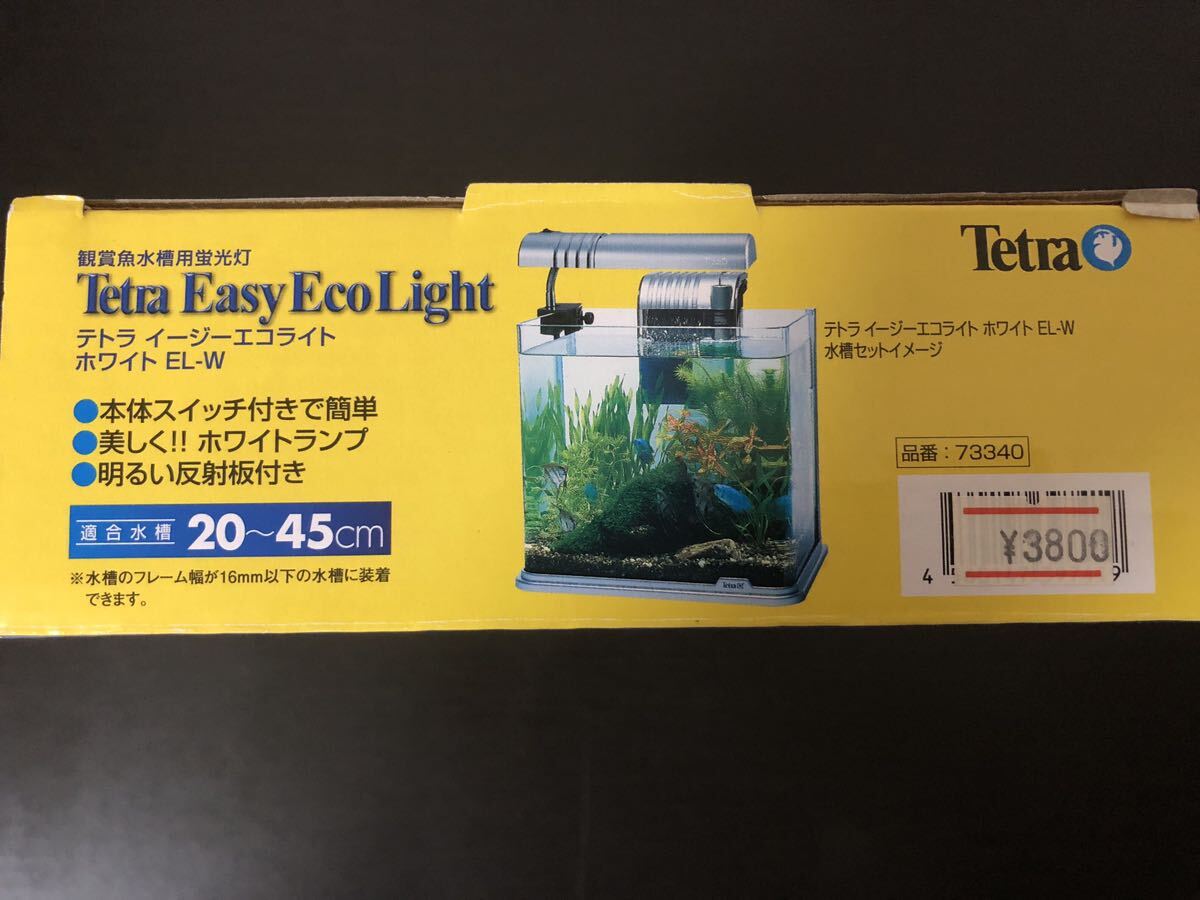 観賞魚水槽用蛍光灯
Tetra Easy Eco Light
テトラ イージーエコライト
ホワイト EL-W
●本体スイッチ付きで簡単
●美しく!! ホワイトランプ
●明るい反射板付き
適合水槽 20～45cm
※水槽のフレーム幅が16mm以下の水槽に装着
できます。
Tetra
Tetra
テトラ イージーエコライト ホワイト EL-W
水槽セットイメージ
品番：73340
¥3800
4 9